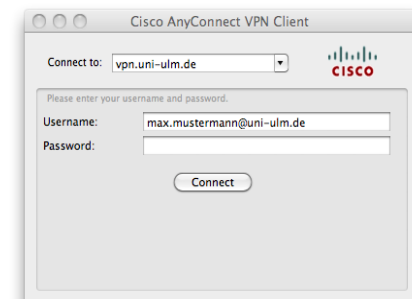 Cisco AnyConnect VPN Client
Connect to: vpn.uni-ulm.de
CISCO
Please enter your username and password.
Username: max.mustermann@uni-ulm.de
Password:
Connect